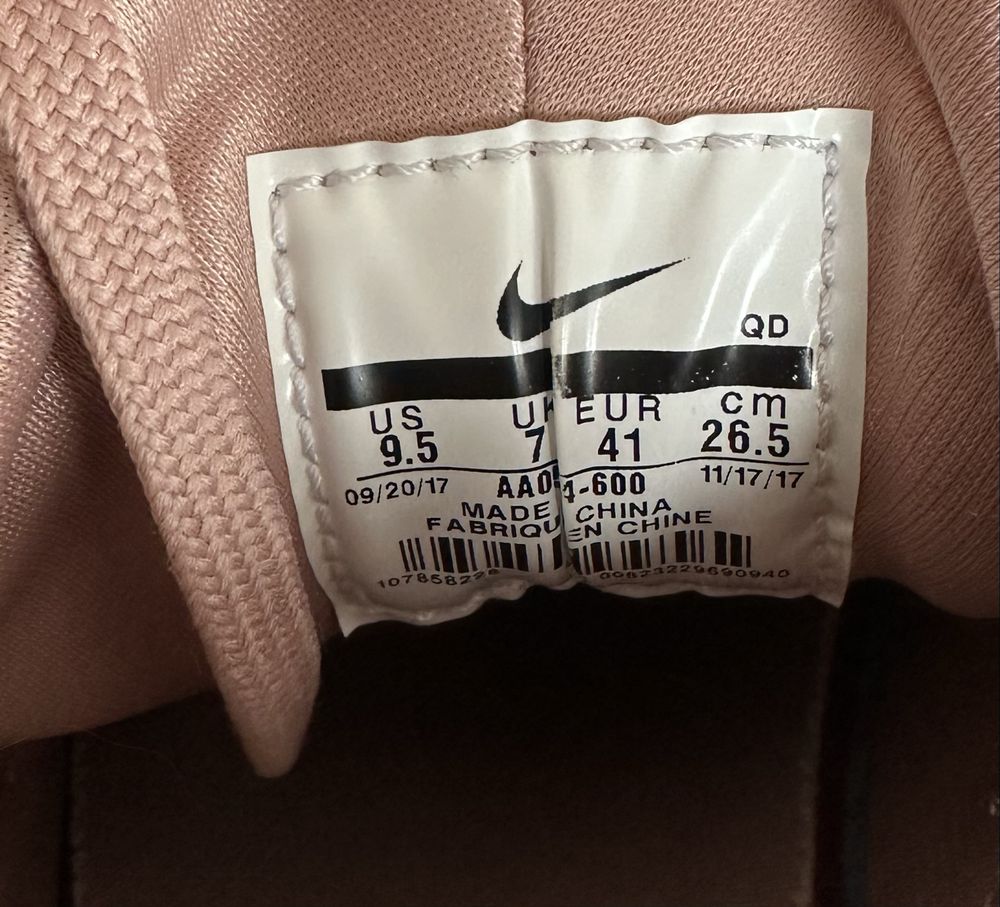 QD
US UK EUR cm
9.5 7 41 26.5
09/20/17 11/17/17
MADE CHINA
FABRIQU EN CHINE